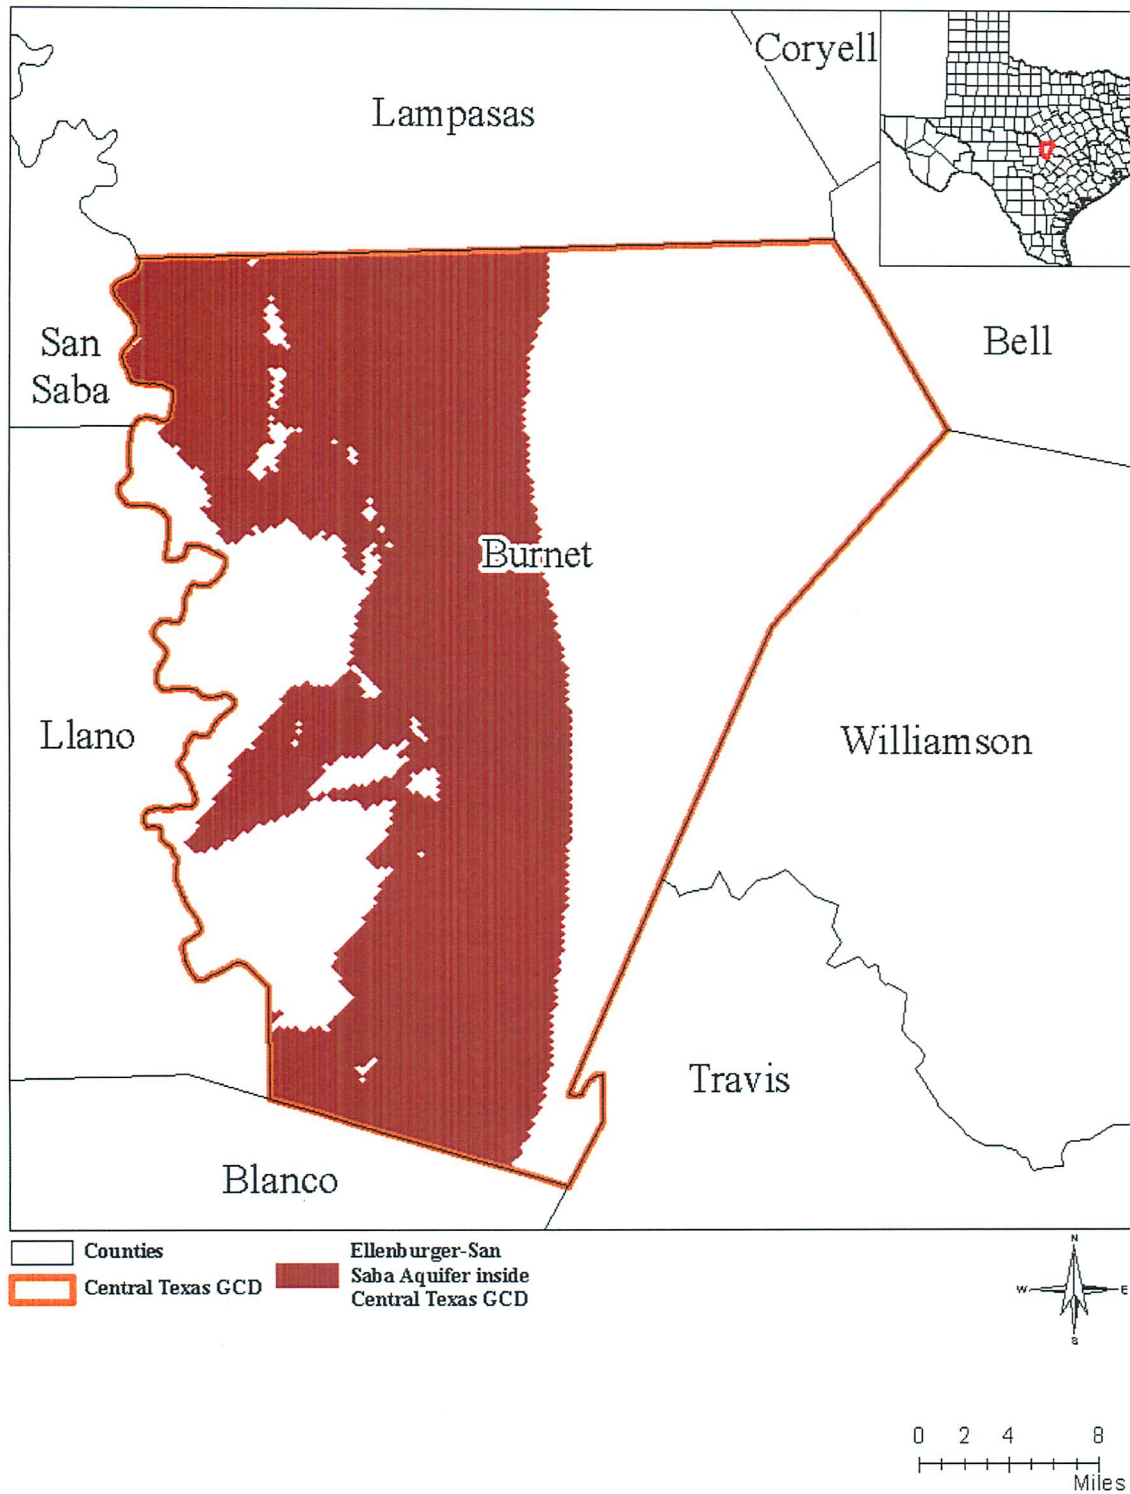 Coryell
Lampasas
San
Saba
Bell
Burnet
Llano
Williamson
Travis
Blanco
Counties
Central Texas GCD
Ellenburger-San
Saba Aquifer inside
Central Texas GCD
N
W
E
S
0 2 4 8
Miles